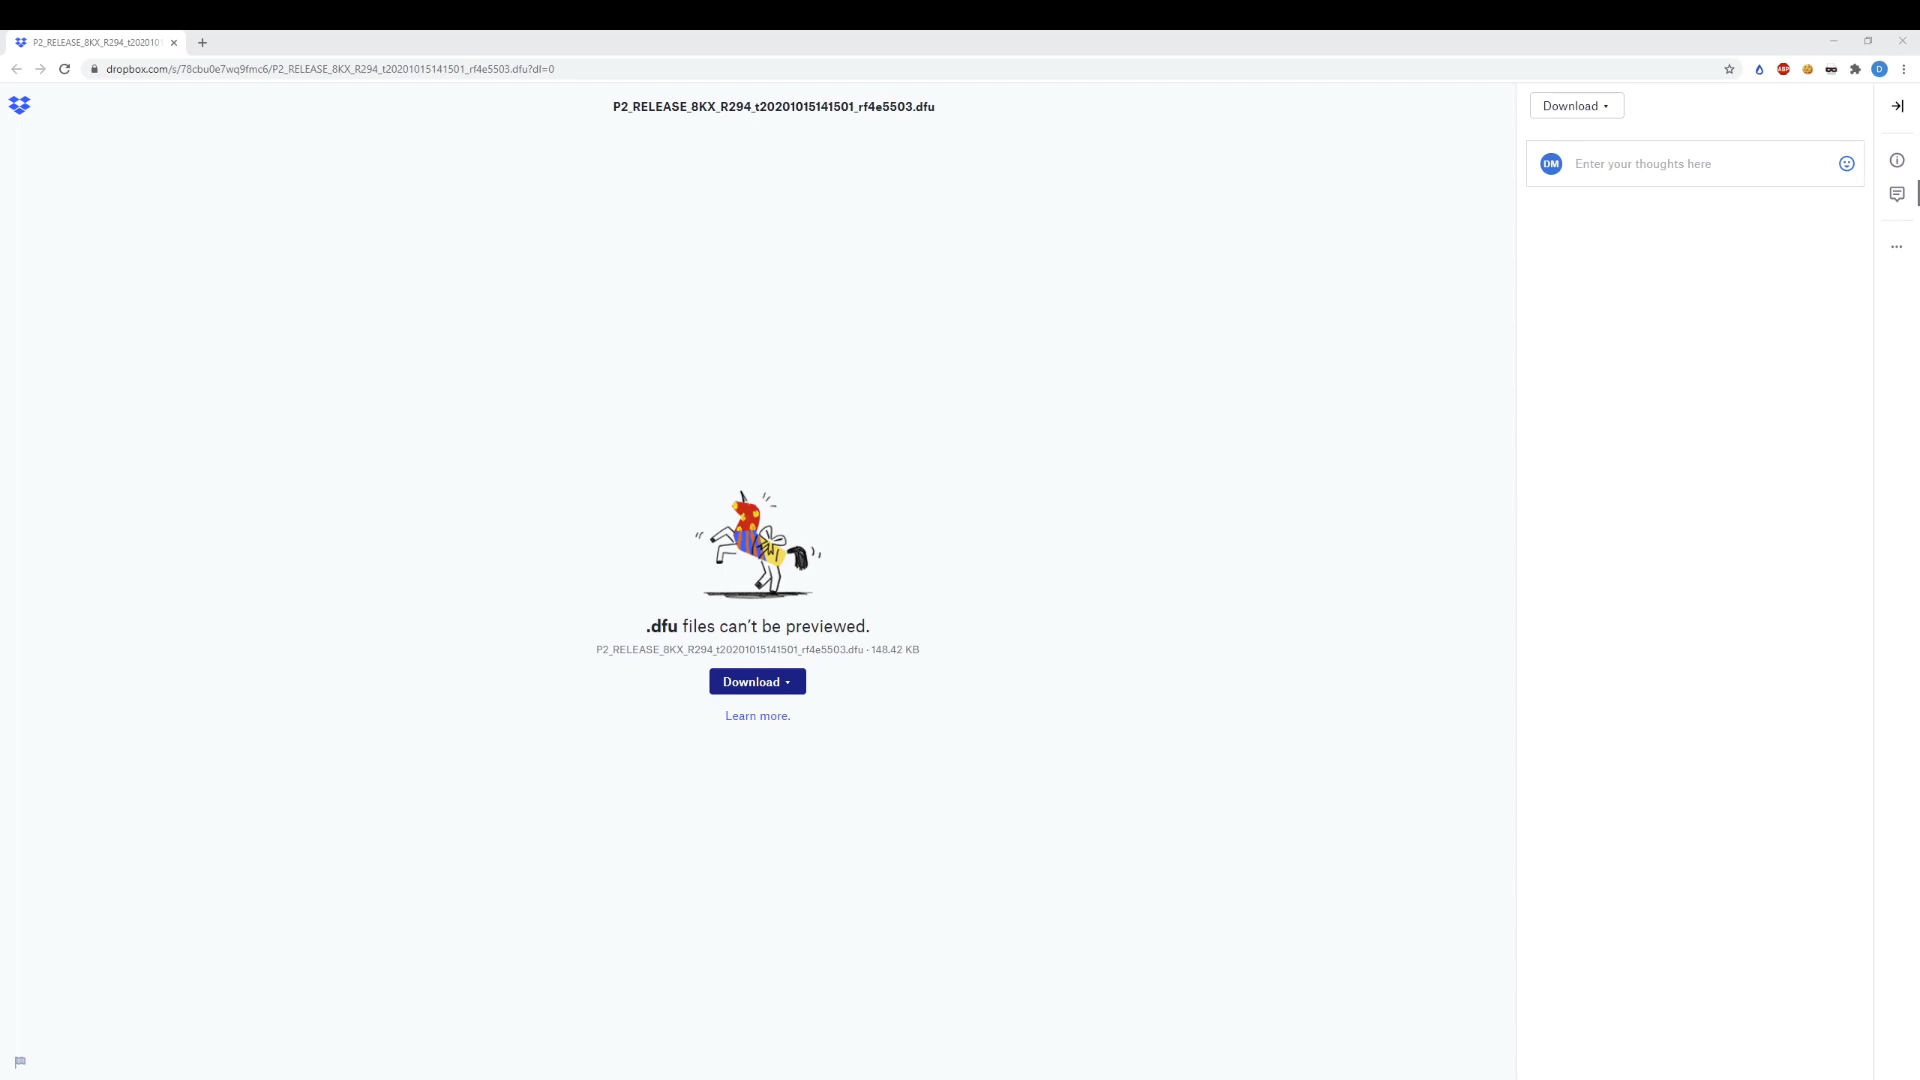 P2_RELEASE_8KX_R294_t202010
dropbox.com/s/78cbu0e7wq9fmc6/P2_RELEASE_8KX_R294_t20201015141501_rf4e5503.dfu?dl=0
ABP
D
P2_RELEASE_8KX_R294_t20201015141501_rf4e5503.dfu
Download
DM
Enter your thoughts here
.dfu files can't be previewed.
P2_RELEASE_8KX_R294_t20201015141501_rf4e5503.dfu · 148.42 KB
Download
Learn more.